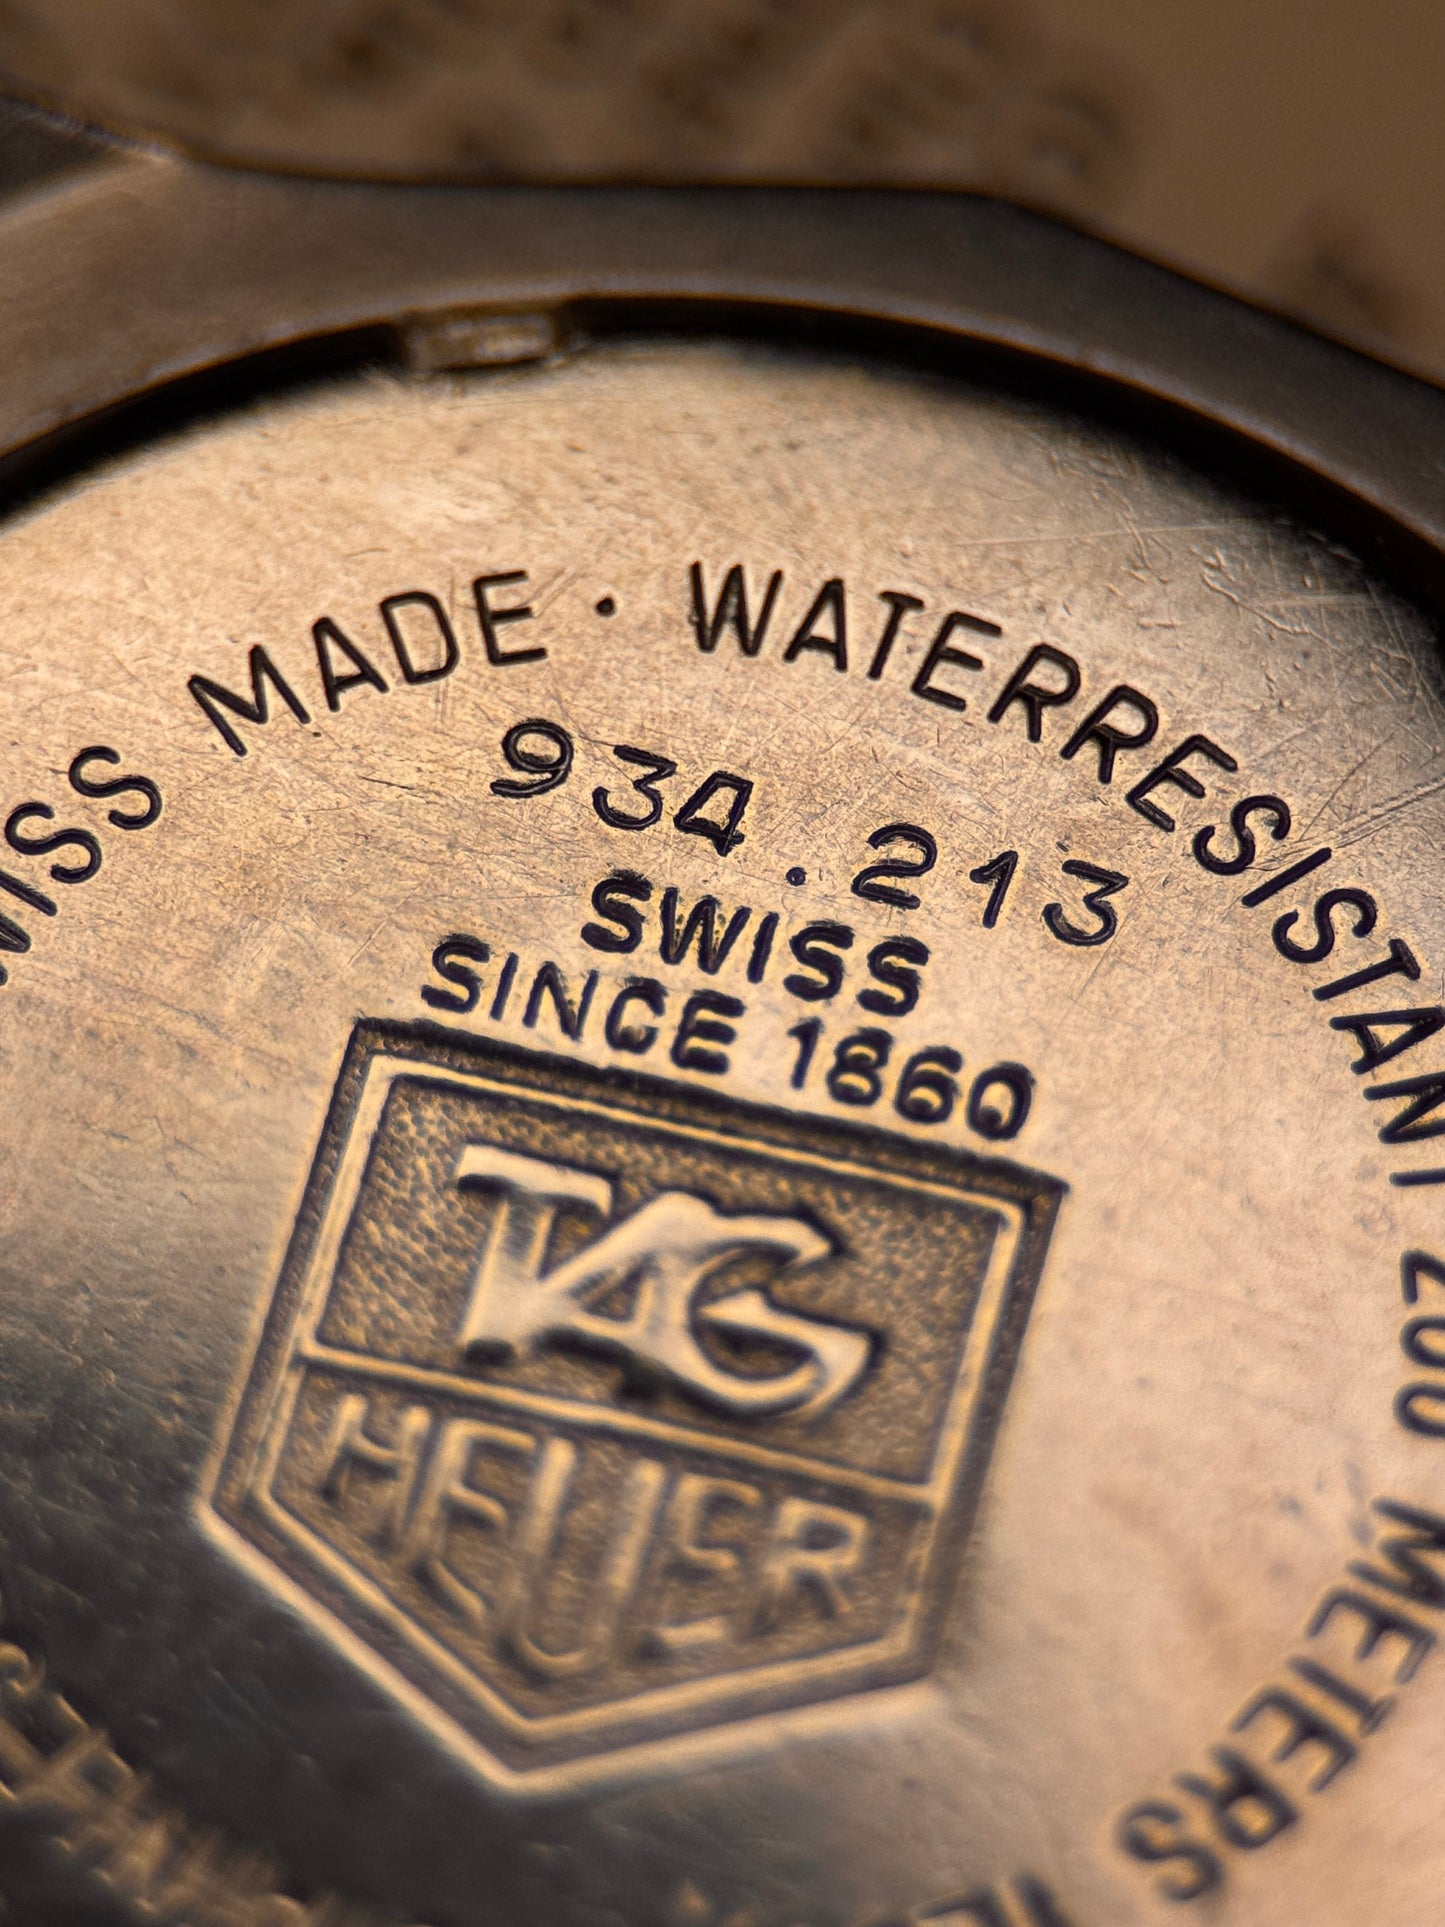 SWISS MADE · WATERRESISTANT 200 METERS
934.213
SWISS
SINCE 1860
TAG
HEUER